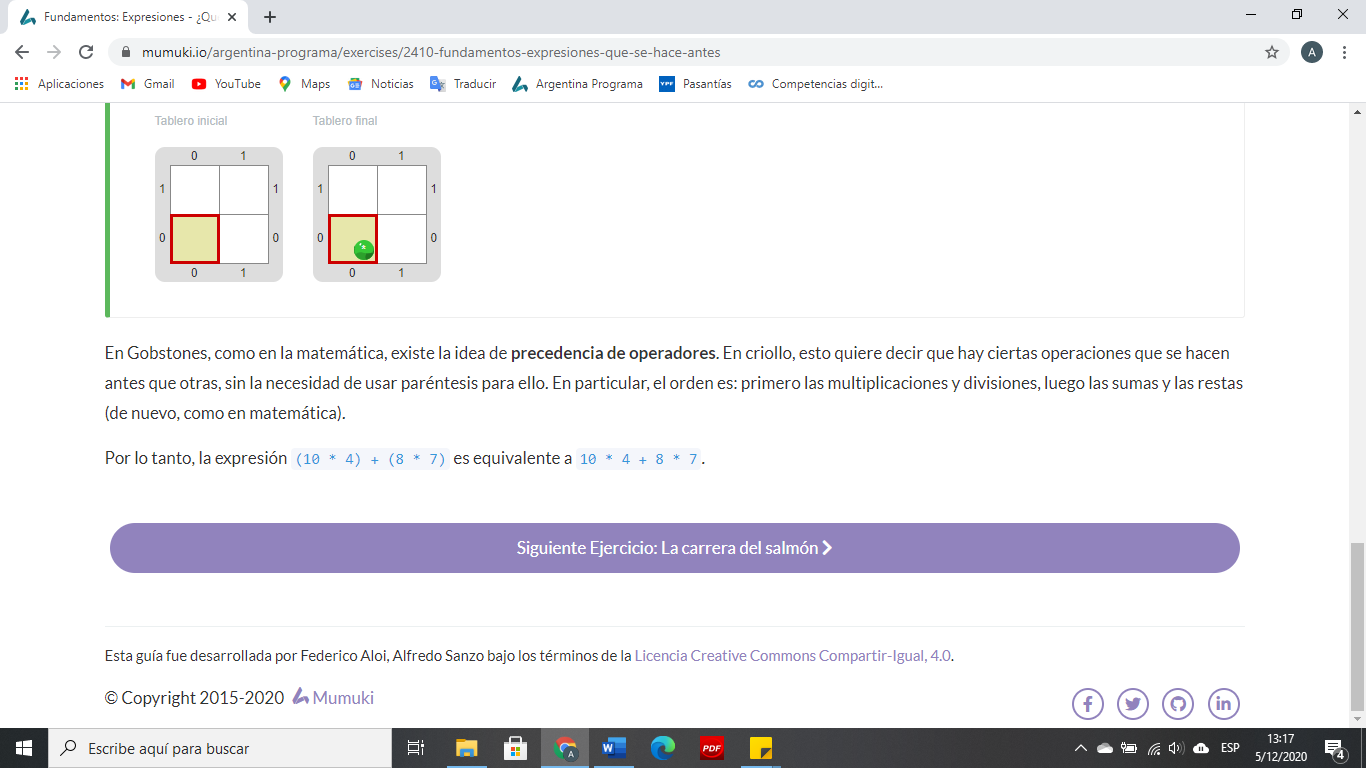 Fundamentos: Expresiones - ¿Qu
mumuki.io/argentina-programa/exercises/2410-fundamentos-expresiones-que-se-hace-antes
A
Aplicaciones Gmail YouTube Maps Noticias Traducir Argentina Programa YPF Pasantías Competencias digit...
Tablero inicial Tablero final
0 1 0 1
1 1 1 1
0 0 0 0
0 1 0 1
En Gobstones, como en la matemática, existe la idea de precedencia de operadores. En criollo, esto quiere decir que hay ciertas operaciones que se hacen
antes que otras, sin la necesidad de usar paréntesis para ello. En particular, el orden es: primero las multiplicaciones y divisiones, luego las sumas y las restas
(de nuevo, como en matemática).
Por lo tanto, la expresión (10 * 4) + (8 * 7) es equivalente a 10 * 4 + 8 * 7.
Siguiente Ejercicio: La carrera del salmón
Esta guía fue desarrollada por Federico Aloi, Alfredo Sanzo bajo los términos de la Licencia Creative Commons Compartir-Igual, 4.0.
© Copyright 2015-2020 Mumuki
Escribe aquí para buscar
A
W
PDF
ESP
13:17
5/12/2020
4